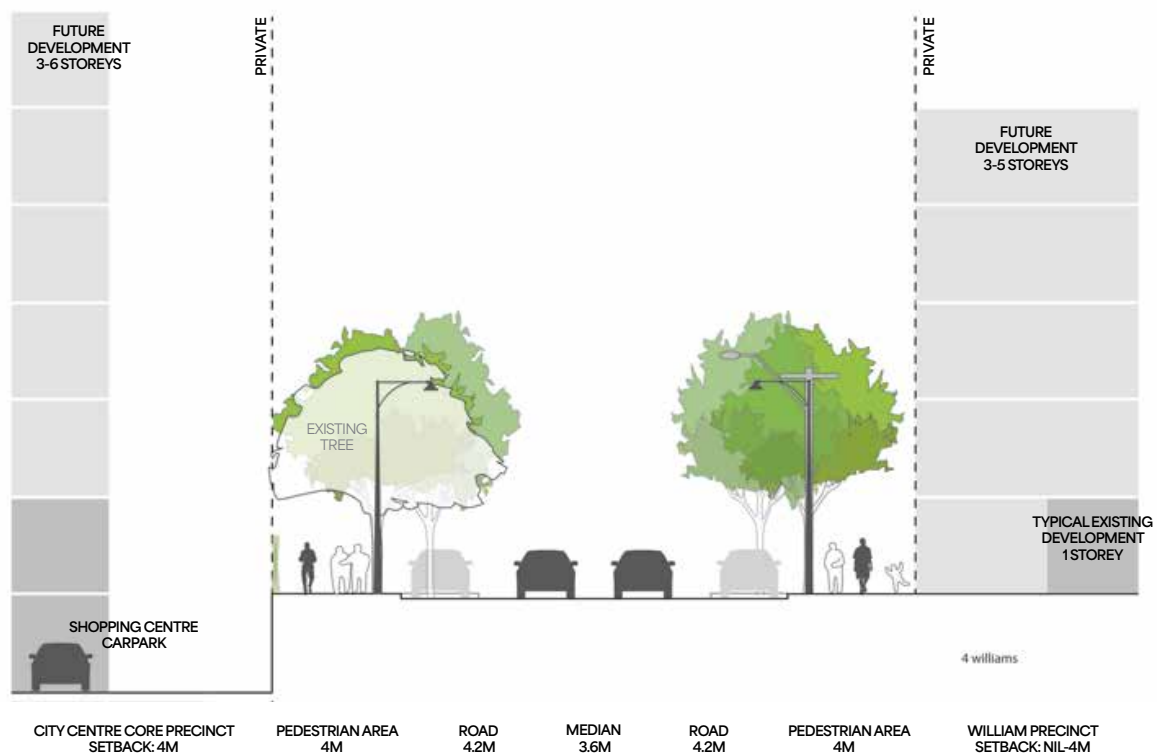 FUTURE
DEVELOPMENT
3-6 STOREYS
PRIVATE
PRIVATE
FUTURE
DEVELOPMENT
3-5 STOREYS
EXISTING
TREE
TYPICAL EXISTING
DEVELOPMENT
1 STOREY
SHOPPING CENTRE
CARPARK
4 williams
CITY CENTRE CORE PRECINCT
SETBACK: 4M
PEDESTRIAN AREA
4M
ROAD
4.2M
MEDIAN
3.6M
ROAD
4.2M
PEDESTRIAN AREA
4M
WILLIAM PRECINCT
SETBACK: NIL-4M